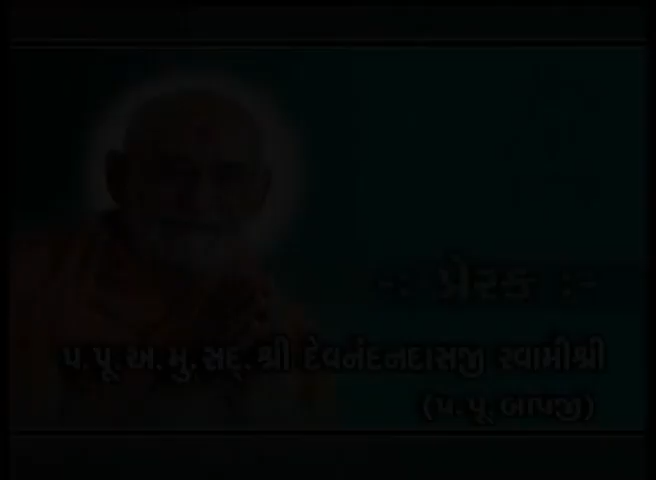 -: પ્રેરક :-
પ.પૂ.અ.મુ.સદ્.શ્રી દેવનંદનદાસજી સ્વામીશ્રી
(પ.પૂ.બાપજી)